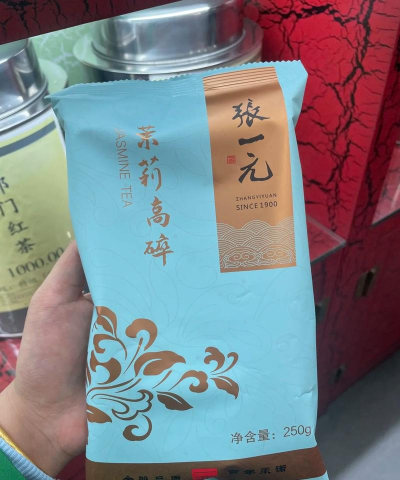 張一元
ZHANGYIYUAN
SINCE 1900
茉莉高碎
JASMINE TEA
净含量：250g
门红茶
1000.00